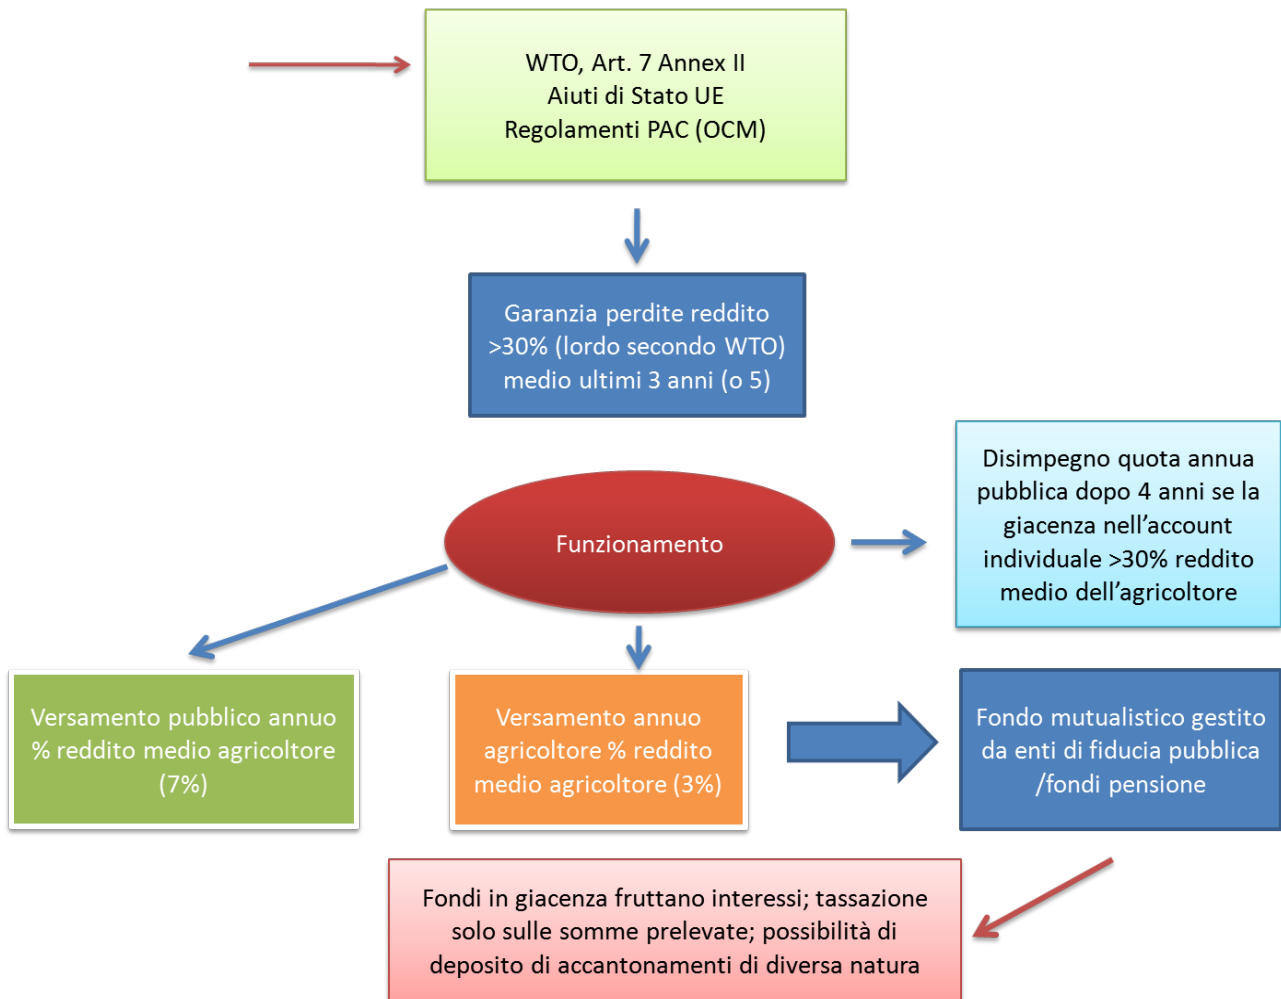 WTO, Art. 7 Annex II
Aiuti di Stato UE
Regolamenti PAC (OCM)
Garanzia perdite reddito
>30% (lordo secondo WTO)
medio ultimi 3 anni (o 5)
Funzionamento
Disimpegno quota annua
pubblica dopo 4 anni se la
giacenza nell’account
individuale >30% reddito
medio dell’agricoltore
Versamento pubblico annuo
% reddito medio agricoltore
(7%)
Versamento annuo
agricoltore % reddito
medio agricoltore (3%)
Fondo mutualistico gestito
da enti di fiducia pubblica
/fondi pensione
Fondi in giacenza fruttano interessi; tassazione
solo sulle somme prelevate; possibilità di
deposito di accantonamenti di diversa natura